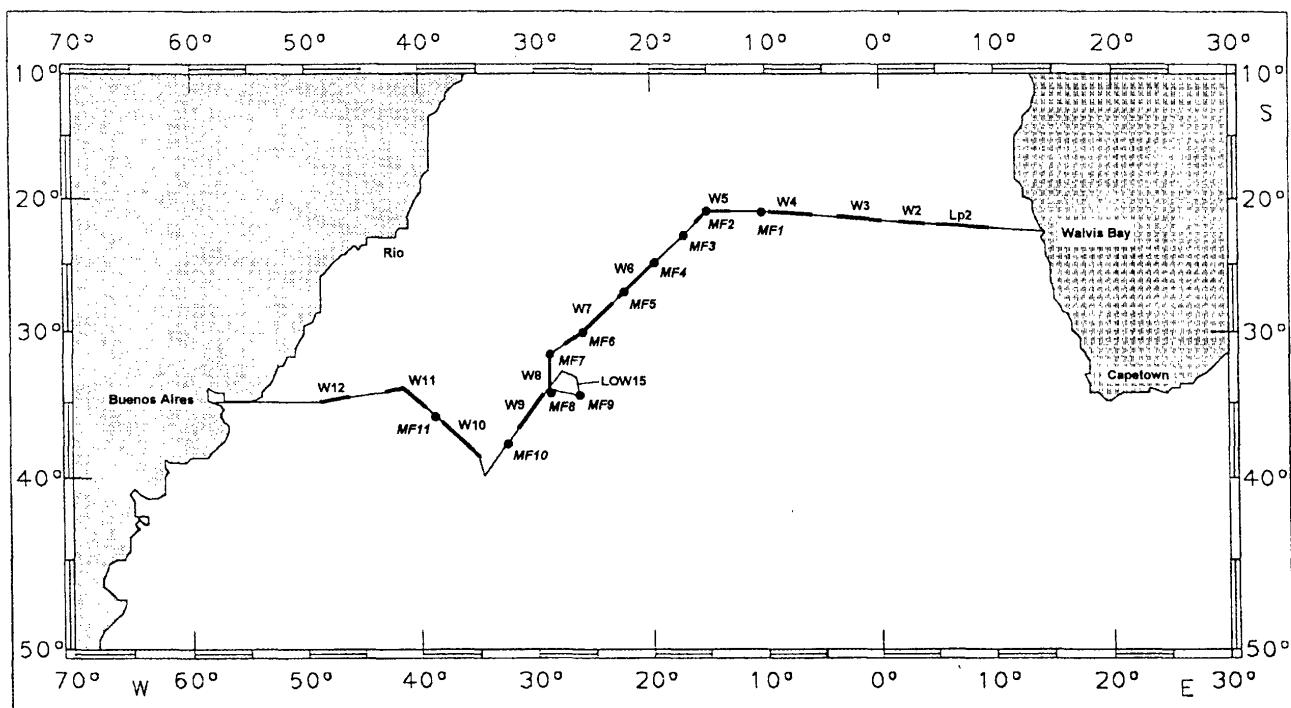 70° 60° 50° 40° 30° 20° 10° 0° 10° 20° 30°
10° 10°
S
20° W5 W4 W3 W2 Lp2 20°
MF2 MF1
Walvis Bay
Rio MF3
W6 MF4
MF5
W7
30° MF6 30°
MF7
W8 LOW15 Capetown
Buenos Aires W12 W11 W9 MF8 MF9
MF11 W10
MF10
40° 40°
50° 50°
70° W 60° 50° 40° 30° 20° 10° 0° 10° 20° E 30°